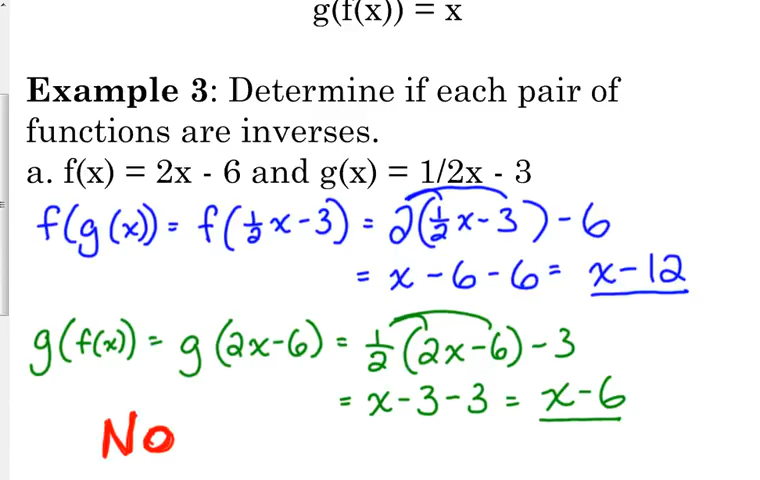 g(f(x)) = x
Example 3: Determine if each pair of
functions are inverses.
a. f(x) = 2x - 6 and g(x) = 1/2x - 3
f(g(x)) = f(½x-3) = 2(½x-3)-6
= x-6-6 = x-12
g(f(x)) = g(2x-6) = ½(2x-6)-3
= x-3-3 = x-6
No